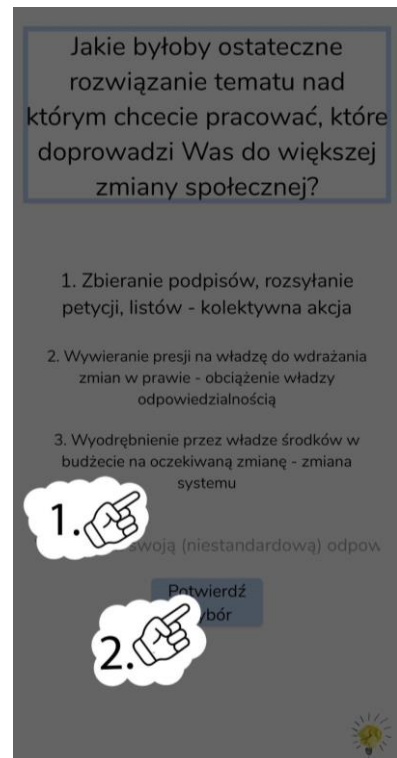 Jakie byłoby ostateczne
rozwiązanie tematu nad
którym chcecie pracować, które
doprowadzi Was do większej
zmiany społecznej?
1. Zbieranie podpisów, rozsyłanie
petycji, listów - kolektywna akcja
2. Wywieranie presji na władzę do wdrażania
zmian w prawie - obciążenie władzy
odpowiedzialnością
3. Wyodrębnienie przez władze środków w
budżecie na oczekiwaną zmianę - zmiana
systemu
1.
swoją (niestandardową) odpow
Potwierdź
ybór
2.